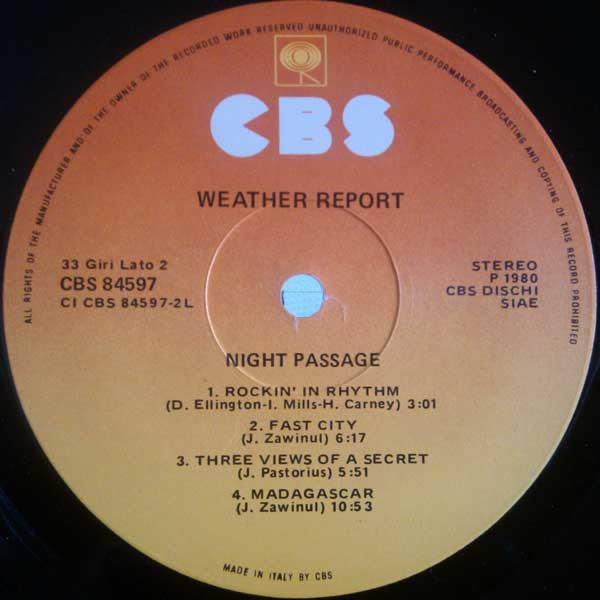 ALL RIGHTS OF THE MANUFACTURER AND OF THE OWNER OF THE RECORDED WORK RESERVED UNAUTHORIZED PUBLIC PERFORMANCE BROADCASTING AND COPYING OF THIS RECORD PROHIBITED
CBS
WEATHER REPORT
33 Giri Lato 2
CBS 84597
CI CBS 84597-2L
STEREO
P 1980
CBS DISCHI
SIAE
NIGHT PASSAGE
1. ROCKIN' IN RHYTHM
(D. Ellington-I. Mills-H. Carney) 3:01
2. FAST CITY
(J. Zawinul) 6:17
3. THREE VIEWS OF A SECRET
(J. Pastorius) 5:51
4. MADAGASCAR
(J. Zawinul) 10:53
MADE IN ITALY BY CBS